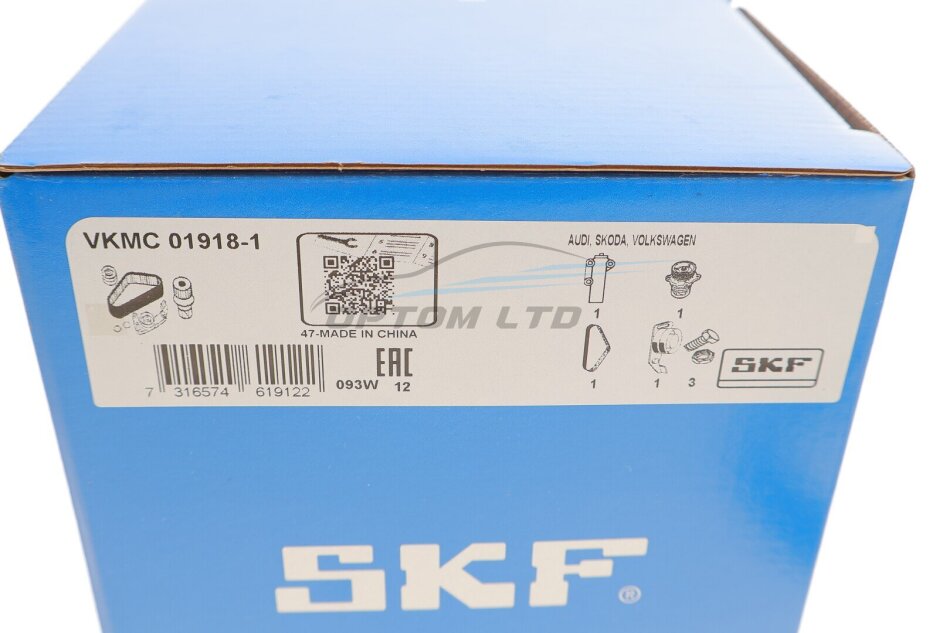 VKMC 01918-1
AUDI, SKODA, VOLKSWAGEN
1
1
OPTOM LTD
47-MADE IN CHINA
EAC
093W 12
7 316574 619122
1
1
3
SKF
SKF®